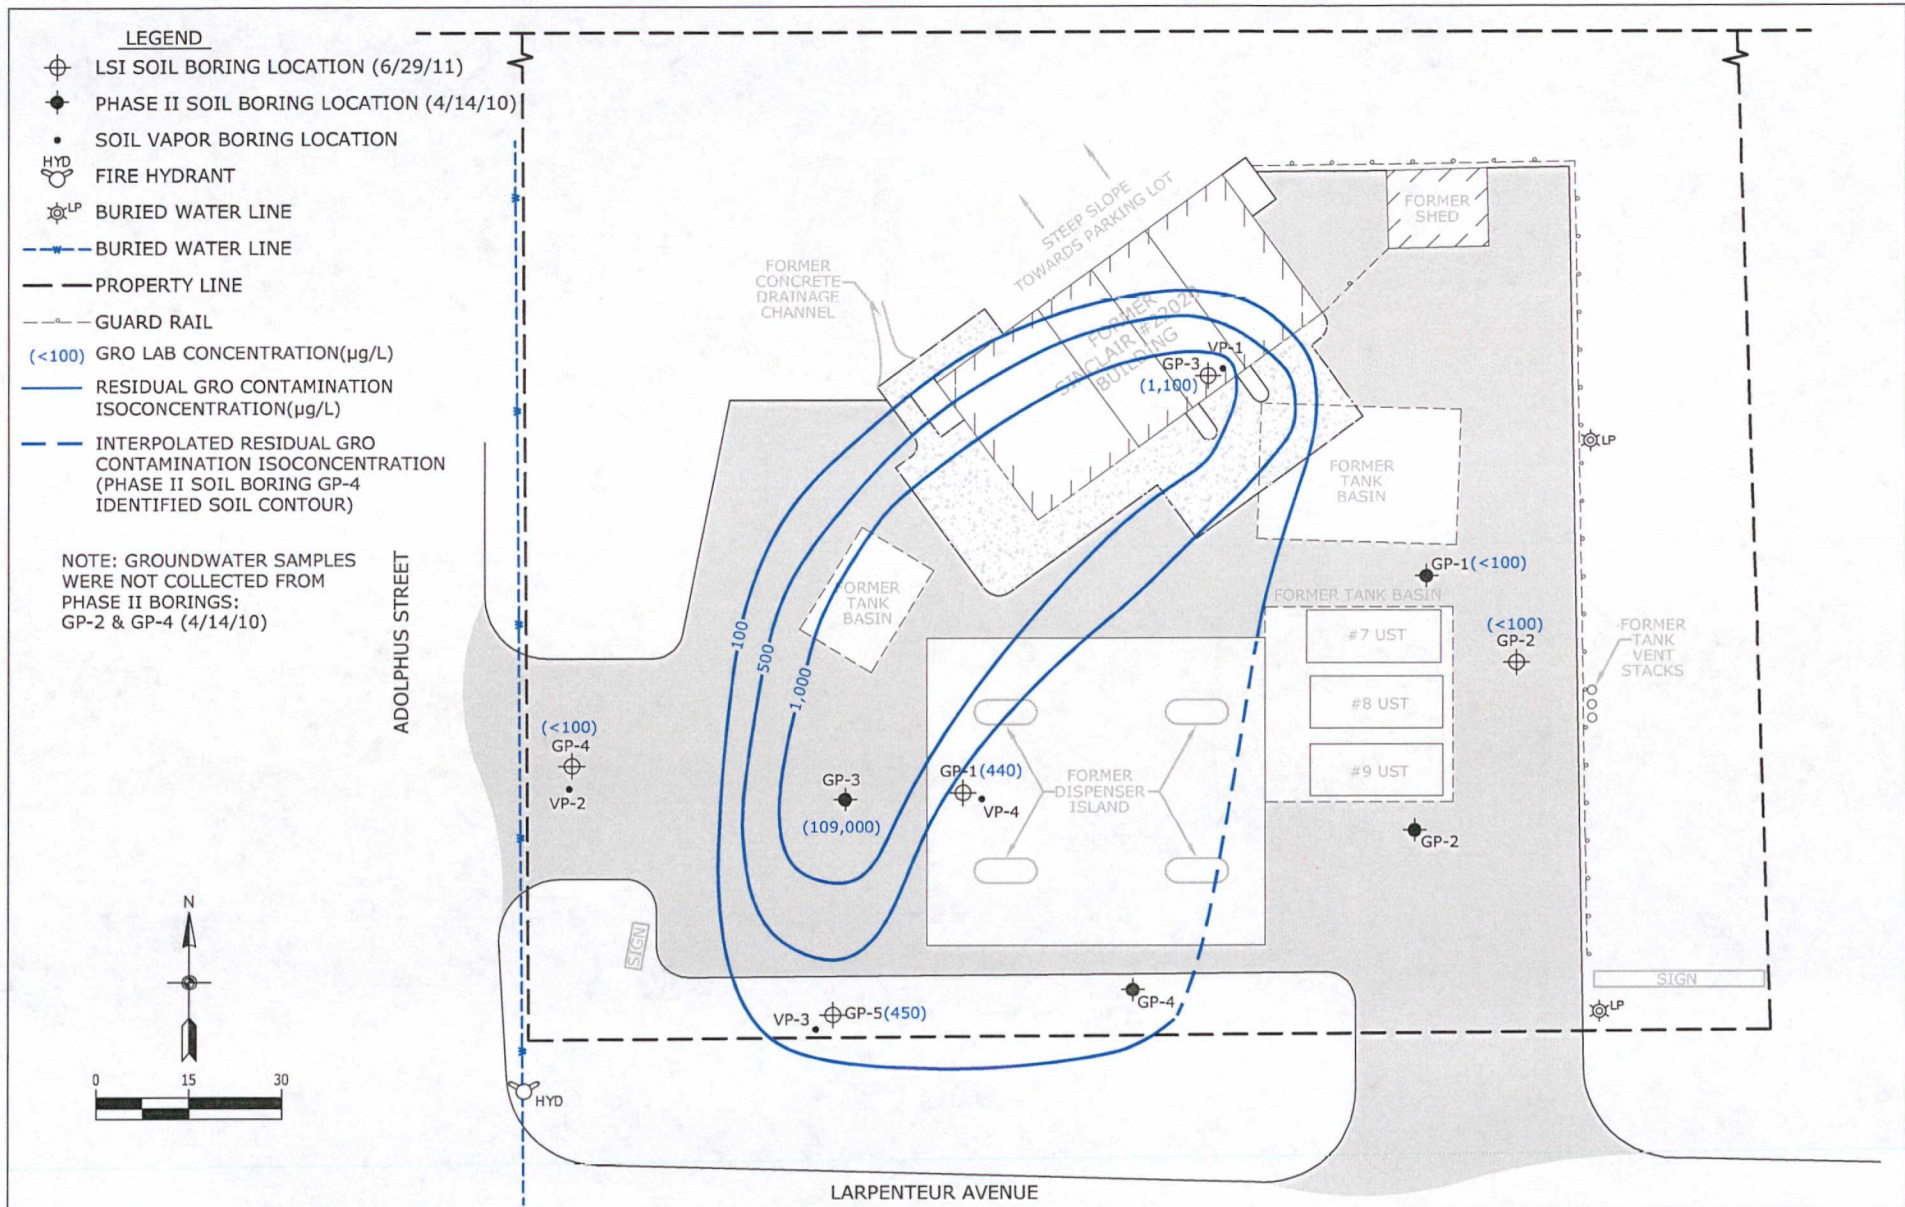 LEGEND
LSI SOIL BORING LOCATION (6/29/11)
PHASE II SOIL BORING LOCATION (4/14/10)
SOIL VAPOR BORING LOCATION
HYD
FIRE HYDRANT
LP
BURIED WATER LINE
W
BURIED WATER LINE
PROPERTY LINE
GUARD RAIL
(<100) GRO LAB CONCENTRATION(µg/L)
RESIDUAL GRO CONTAMINATION
ISOCONCENTRATION(µg/L)
INTERPOLATED RESIDUAL GRO
CONTAMINATION ISOCONCENTRATION
(PHASE II SOIL BORING GP-4
IDENTIFIED SOIL CONTOUR)
NOTE: GROUNDWATER SAMPLES
WERE NOT COLLECTED FROM
PHASE II BORINGS:
GP-2 & GP-4 (4/14/10)
ADOLPHUS STREET
N
0 15 30
W
W
W
W
W
HYD
STEEP SLOPE
TOWARDS PARKING LOT
FORMER
CONCRETE
DRAINAGE
CHANNEL
FORMER
SINCLAIR #22020
BUILDING
FORMER
SHED
VP-1
GP-3
(1,100)
LP
FORMER
TANK
BASIN
FORMER
TANK
BASIN
GP-1(<100)
FORMER TANK BASIN
#7 UST
#8 UST
#9 UST
(<100)
GP-2
FORMER
TANK
VENT
STACKS
100
500
1,000
(<100)
GP-4
VP-2
GP-3
(109,000)
GP-1(440)
VP-4
FORMER
DISPENSER
ISLAND
GP-2
SIGN
GP-4
SIGN
LP
VP-3
GP-5(450)
LARPENTEUR AVENUE